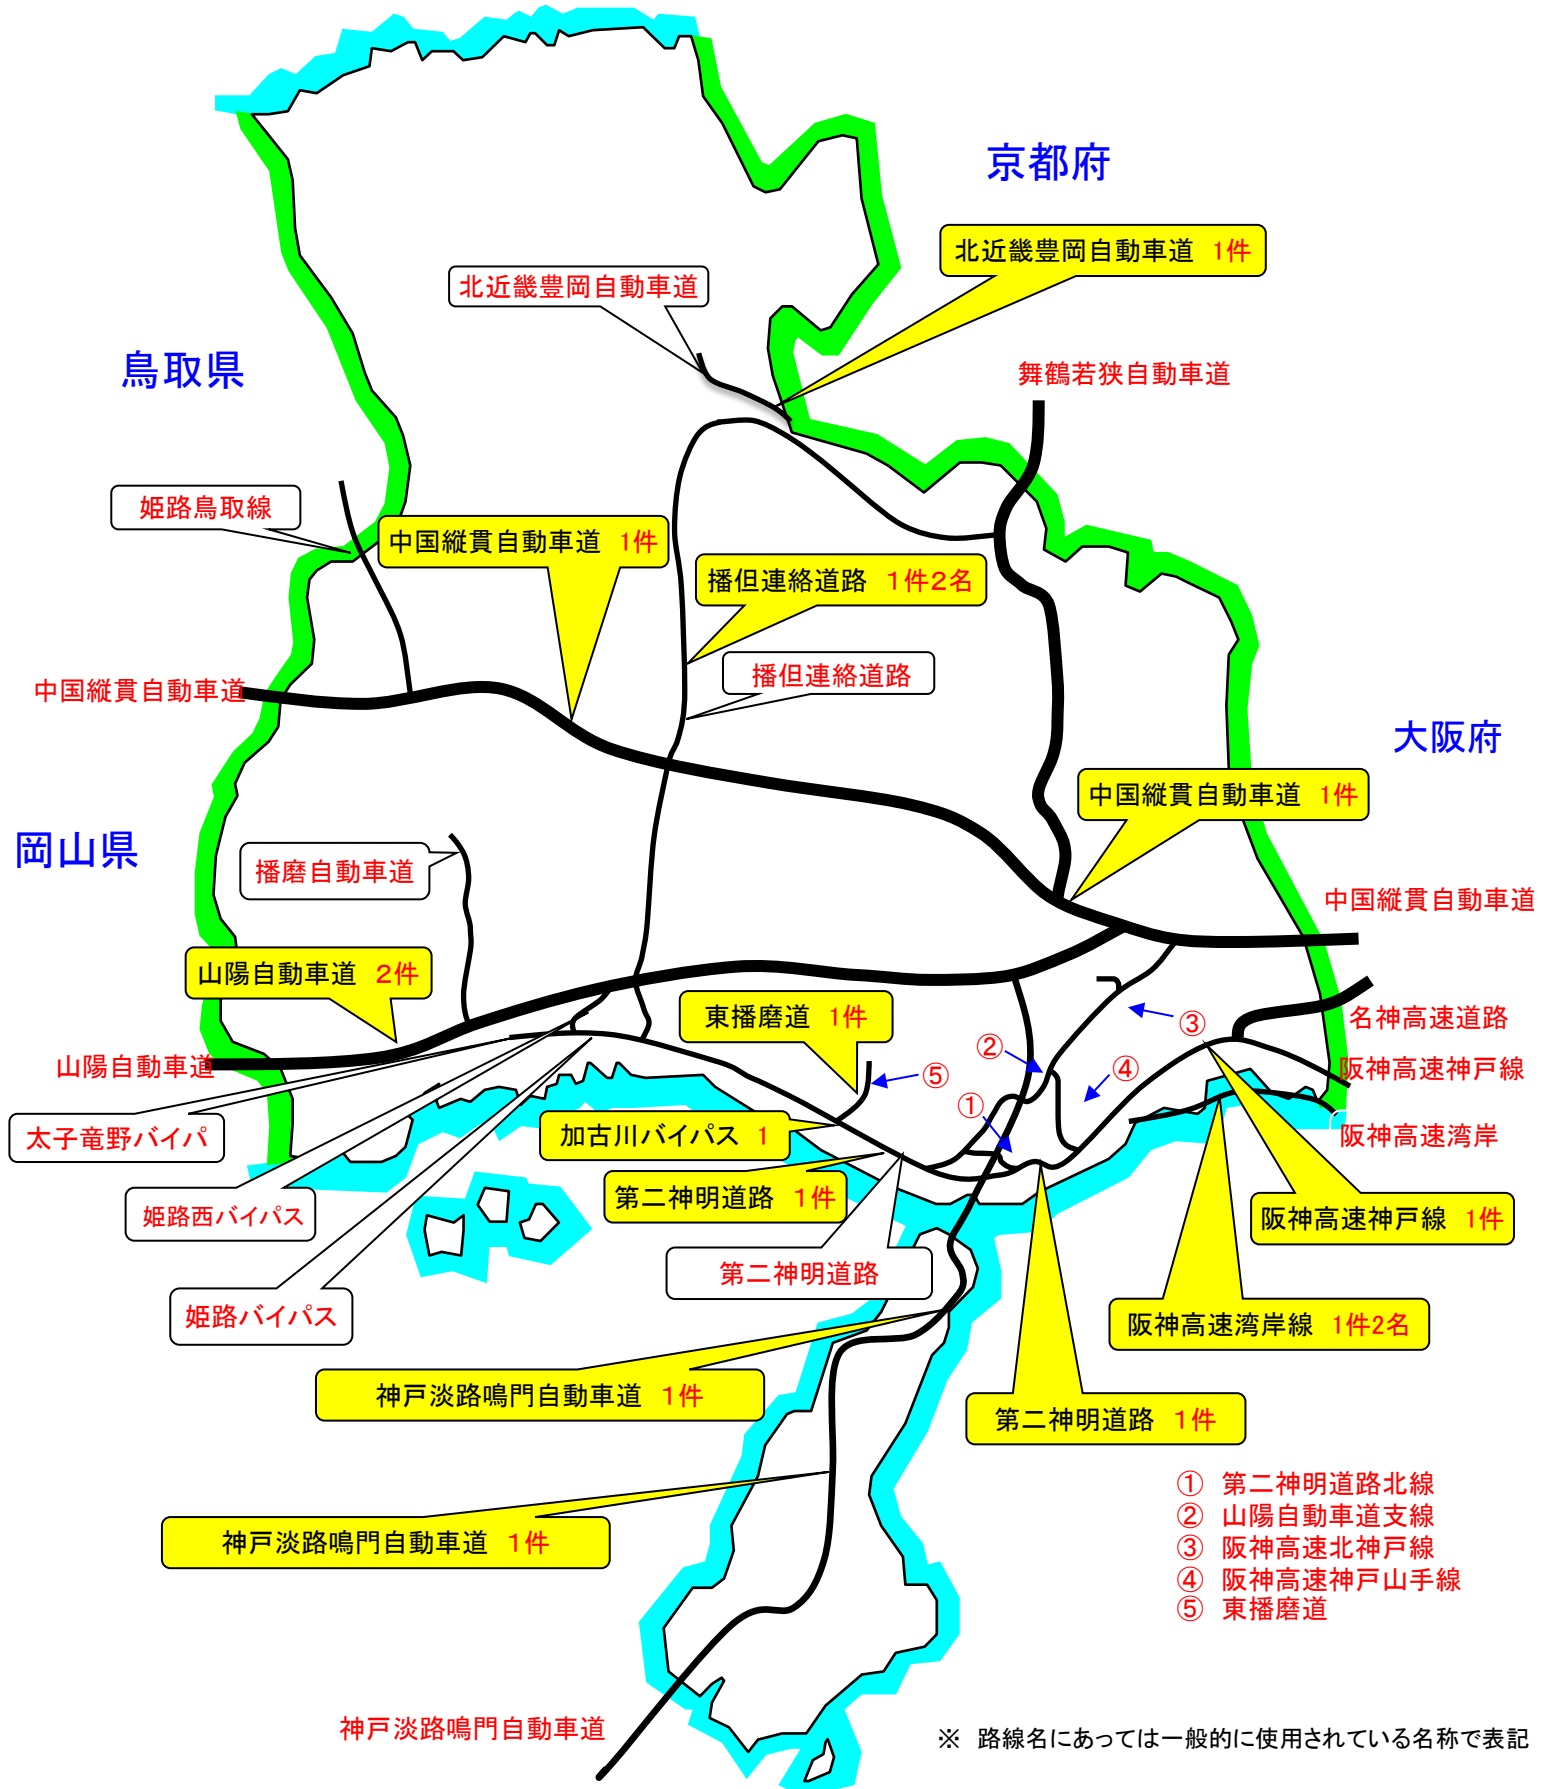 京都府
北近畿豊岡自動車道 1件
北近畿豊岡自動車道
鳥取県
舞鶴若狭自動車道
姫路鳥取線
中国縦貫自動車道 1件
播但連絡道路 1件2名
播但連絡道路
中国縦貫自動車道
大阪府
中国縦貫自動車道 1件
岡山県
播磨自動車道
中国縦貫自動車道
山陽自動車道 2件
東播磨道 1件
③
名神高速道路
②
山陽自動車道
④
阪神高速神戸線
⑤
①
太子竜野バイパ
加古川バイパス 1
阪神高速湾岸
第二神明道路 1件
姫路西バイパス
阪神高速神戸線 1件
第二神明道路
姫路バイパス
阪神高速湾岸線 1件2名
神戸淡路鳴門自動車道 1件
第二神明道路 1件
① 第二神明道路北線
② 山陽自動車道支線
神戸淡路鳴門自動車道 1件
③ 阪神高速北神戸線
④ 阪神高速神戸山手線
⑤ 東播磨道
神戸淡路鳴門自動車道
※ 路線名にあっては一般的に使用されている名称で表記